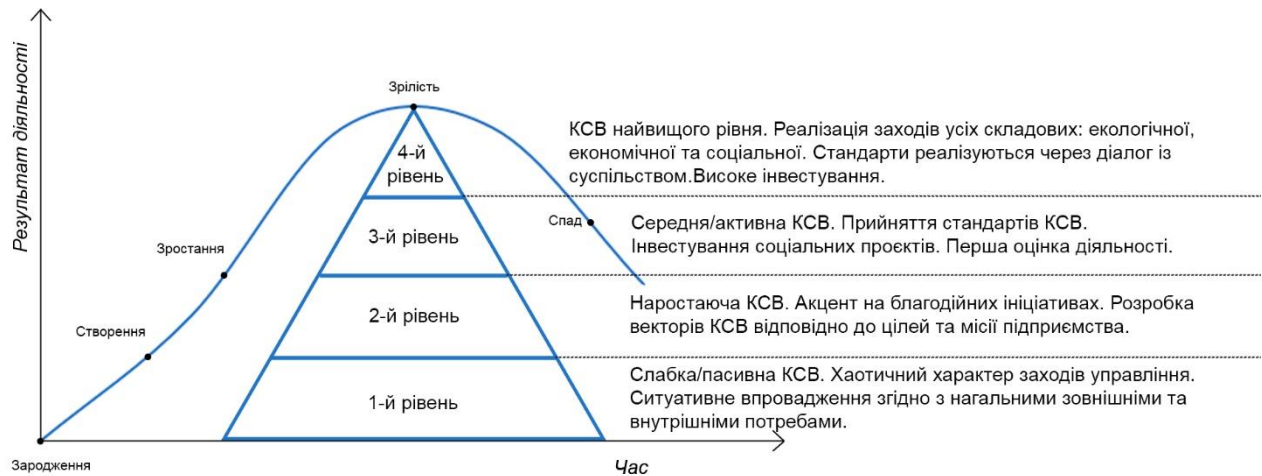 Результат діяльності
Зрілість
КСВ найвищого рівня. Реалізація заходів усіх складових: екологічної,
економічної та соціальної. Стандарти реалізуються через діалог із
суспільством.Високе інвестування.
4-й
рівень
Спад
Середня/активна КСВ. Прийняття стандартів КСВ.
Інвестування соціальних проєктів. Перша оцінка діяльності.
3-й рівень
Зростання
Наростаюча КСВ. Акцент на благодійних ініціативах. Розробка
векторів КСВ відповідно до цілей та місії підприємства.
2-й рівень
Створення
Слабка/пасивна КСВ. Хаотичний характер заходів управління.
Ситуативне впровадження згідно з нагальними зовнішніми та
внутрішніми потребами.
1-й рівень
Зародження
Час